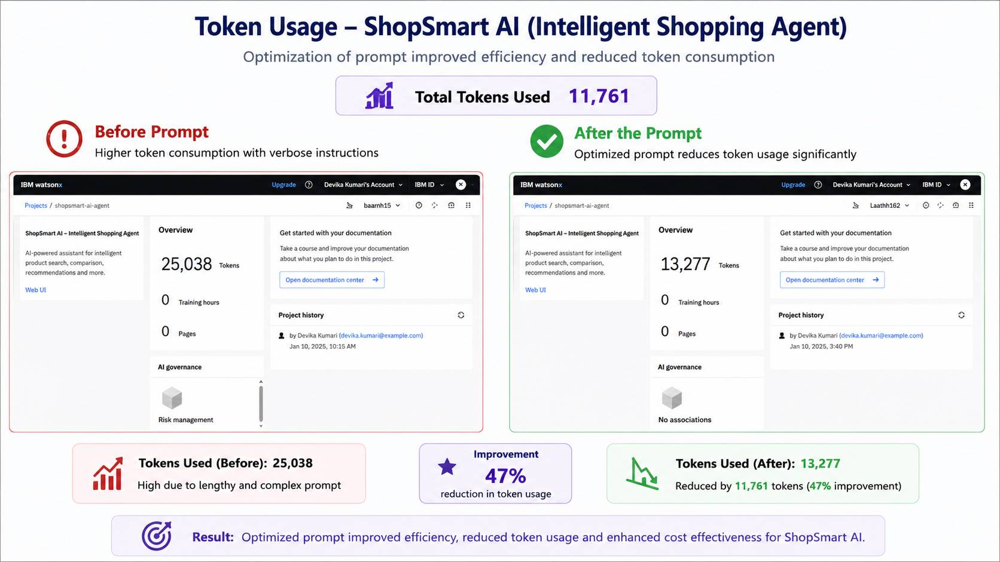 Token Usage – ShopSmart AI (Intelligent Shopping Agent)
Optimization of prompt improved efficiency and reduced token consumption
Total Tokens Used 11,761
Before Prompt
Higher token consumption with verbose instructions
IBM watsonx Upgrade Devika Kumari's Account IBM ID
Projects / shopsmart-ai-agent baarnh15
ShopSmart AI – Intelligent Shopping Agent
AI-powered assistant for intelligent
product search, comparison,
recommendations and more.
Web UI
Overview
25,038 Tokens
0 Training hours
0 Pages
AI governance
Risk management
Get started with your documentation
Take a course and improve your documentation
about what you plan to do in this project.
Open documentation center →
Project history
by Devika Kumari (devika.kumari@example.com)
Jan 10, 2025, 10:15 AM
After the Prompt
Optimized prompt reduces token usage significantly
IBM watsonx Upgrade Devika Kumari's Account IBM ID
Projects / shopsmart-ai-agent Laathh162
ShopSmart AI – Intelligent Shopping Agent
AI-powered assistant for intelligent
product search, comparison,
recommendations and more.
Web UI
Overview
13,277 Tokens
0 Training hours
0 Pages
AI governance
No associations
Get started with your documentation
Take a course and improve your documentation
about what you plan to do in this project.
Open documentation center →
Project history
by Devika Kumari (devika.kumari@example.com)
Jan 10, 2025, 3:40 PM
Tokens Used (Before): 25,038
High due to lengthy and complex prompt
Improvement
47%
reduction in token usage
Tokens Used (After): 13,277
Reduced by 11,761 tokens (47% improvement)
Result: Optimized prompt improved efficiency, reduced token usage and enhanced cost effectiveness for ShopSmart AI.